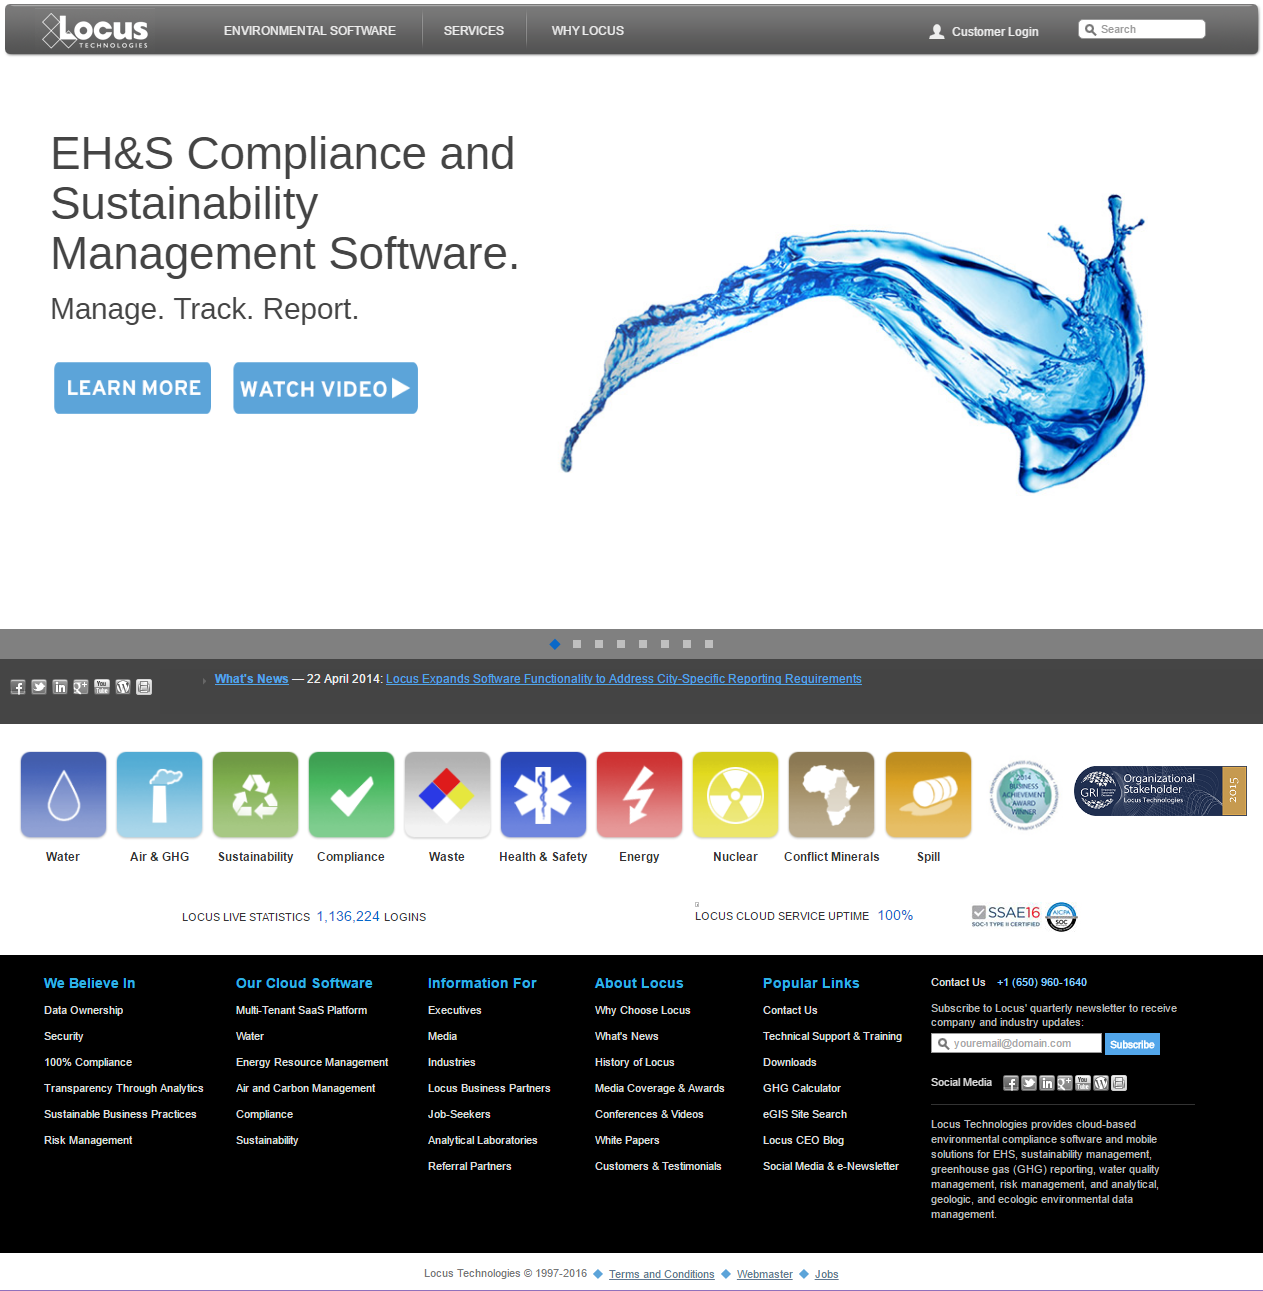 Locus
TECHNOLOGIES
ENVIRONMENTAL SOFTWARE
SERVICES
WHY LOCUS
Customer Login
Search
EH&S Compliance and
Sustainability
Management Software.
Manage. Track. Report.
LEARN MORE
WATCH VIDEO
What's News — 22 April 2014: Locus Expands Software Functionality to Address City-Specific Reporting Requirements
Water
Air & GHG
Sustainability
Compliance
Waste
Health & Safety
Energy
Nuclear
Conflict Minerals
Spill
2014
BUSINESS
ACHIEVEMENT
AWARD
WINNER
GRI
Organizational
Stakeholder
Locus Technologies
2015
LOCUS LIVE STATISTICS 1,136,224 LOGINS
LOCUS CLOUD SERVICE UPTIME 100%
SSAE16
SOC-1 TYPE II CERTIFIED
AICPA
SOC
We Believe In
Data Ownership
Security
100% Compliance
Transparency Through Analytics
Sustainable Business Practices
Risk Management
Our Cloud Software
Multi-Tenant SaaS Platform
Water
Energy Resource Management
Air and Carbon Management
Compliance
Sustainability
Information For
Executives
Media
Industries
Locus Business Partners
Job-Seekers
Analytical Laboratories
Referral Partners
About Locus
Why Choose Locus
What's News
History of Locus
Media Coverage & Awards
Conferences & Videos
White Papers
Customers & Testimonials
Popular Links
Contact Us
Technical Support & Training
Downloads
GHG Calculator
eGIS Site Search
Locus CEO Blog
Social Media & e-Newsletter
Contact Us +1 (650) 960-1640
Subscribe to Locus' quarterly newsletter to receive
company and industry updates:
youremail@domain.com
Subscribe
Social Media
Locus Technologies provides cloud-based
environmental compliance software and mobile
solutions for EHS, sustainability management,
greenhouse gas (GHG) reporting, water quality
management, risk management, and analytical,
geologic, and ecologic environmental data
management.
Locus Technologies © 1997-2016
Terms and Conditions
Webmaster
Jobs